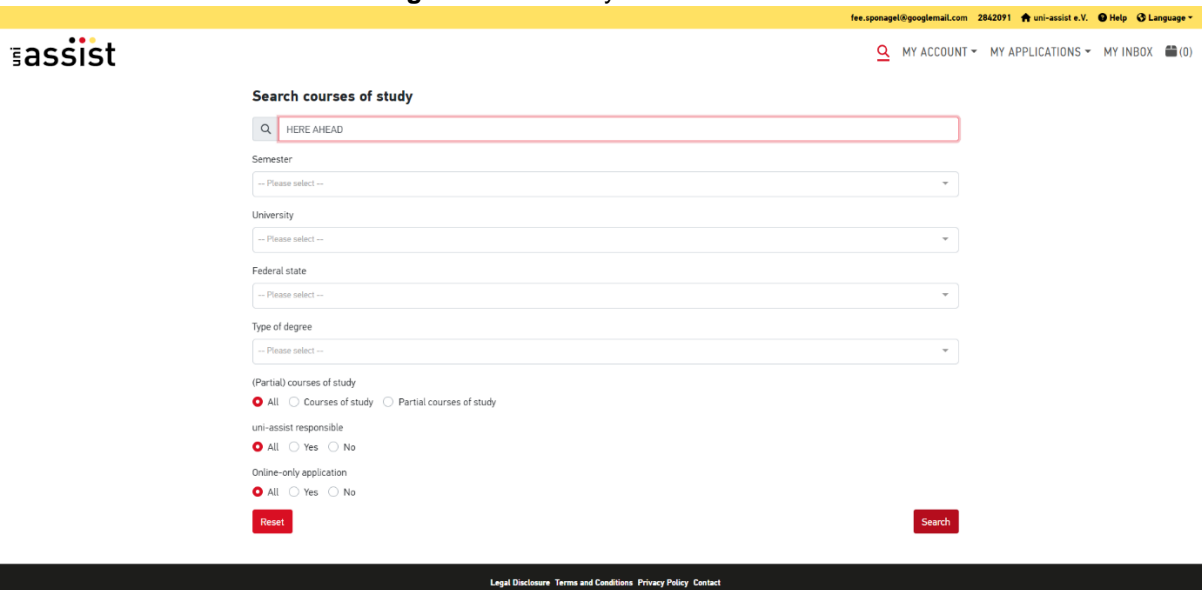 fee.sponagel@googlemail.com 2842091 uni-assist e.V. Help Language
uni assist
MY ACCOUNT MY APPLICATIONS MY INBOX (0)
Search courses of study
HERE AHEAD
Semester
-- Please select --
University
-- Please select --
Federal state
-- Please select --
Type of degree
-- Please select --
(Partial) courses of study
All Courses of study Partial courses of study
uni-assist responsible
All Yes No
Online-only application
All Yes No
Reset Search
Legal Disclosure Terms and Conditions Privacy Policy Contact